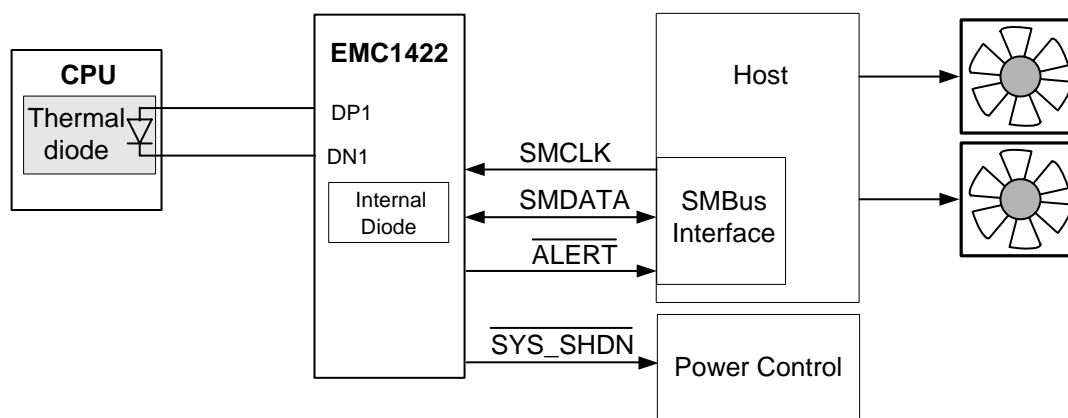 CPU
Thermal
diode
EMC1422
DP1
DN1
Internal
Diode
SMCLK
SMDATA
ALERT
SYS_SHDN
Host
SMBus
Interface
Power Control